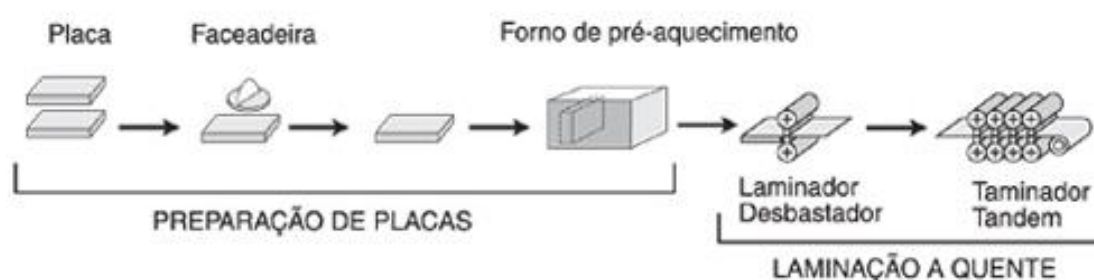 Placa
Faceadeira
Forno de pré-aquecimento
Laminador
Desbastador
Taminador
Tandem
PREPARAÇÃO DE PLACAS
LAMINAÇÃO A QUENTE